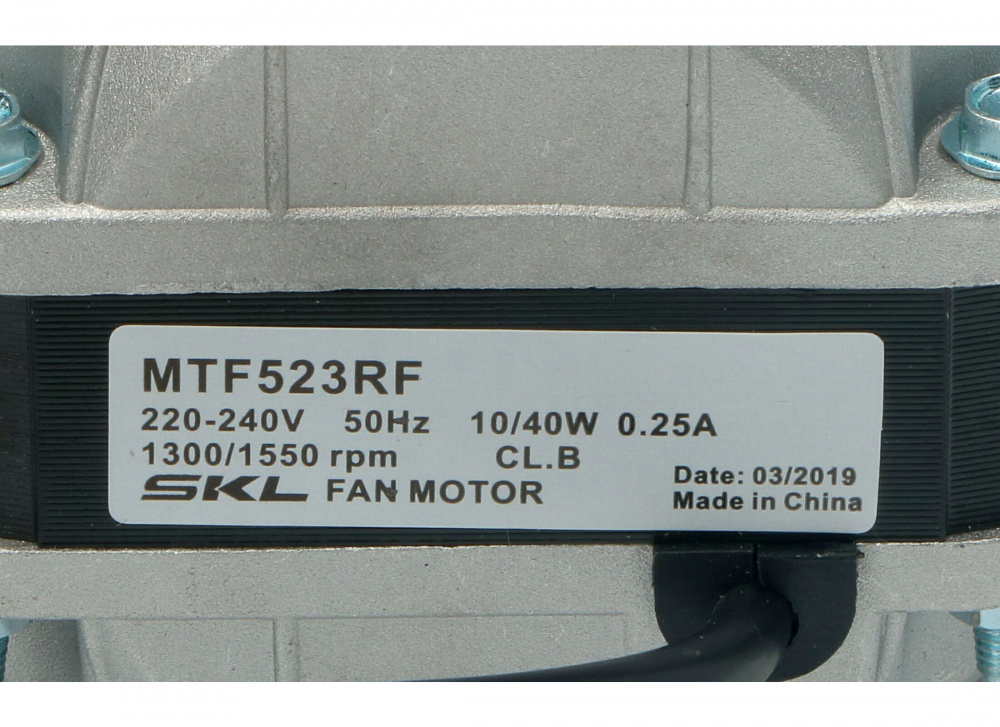 MTF523RF
220-240V 50Hz 10/40W 0.25A
1300/1550 rpm CL.B
SKL FAN MOTOR
Date: 03/2019
Made in China